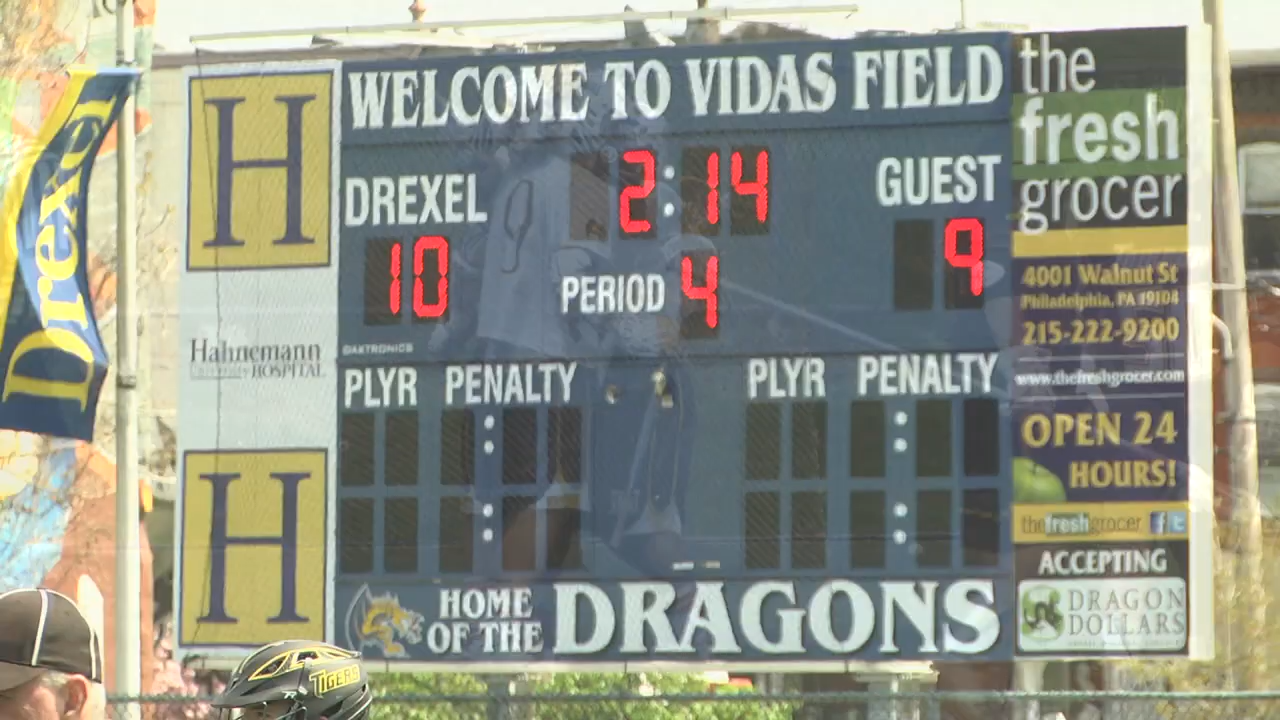 WELCOME TO VIDAS FIELD
DREXEL
2:14
GUEST
10
PERIOD 4
9
DAKTRONICS
PLYR PENALTY
PLYR PENALTY
HOME
OF THE
DRAGONS
H
Hahnemann
UNIVERSITY HOSPITAL
H
Drexel
the
fresh
grocer
4001 Walnut St
Philadelphia, PA 19104
215-222-9200
www.thefreshgrocer.com
OPEN 24
HOURS!
thefreshgrocer f t
ACCEPTING
DRAGON
DOLLARS
TIGERS